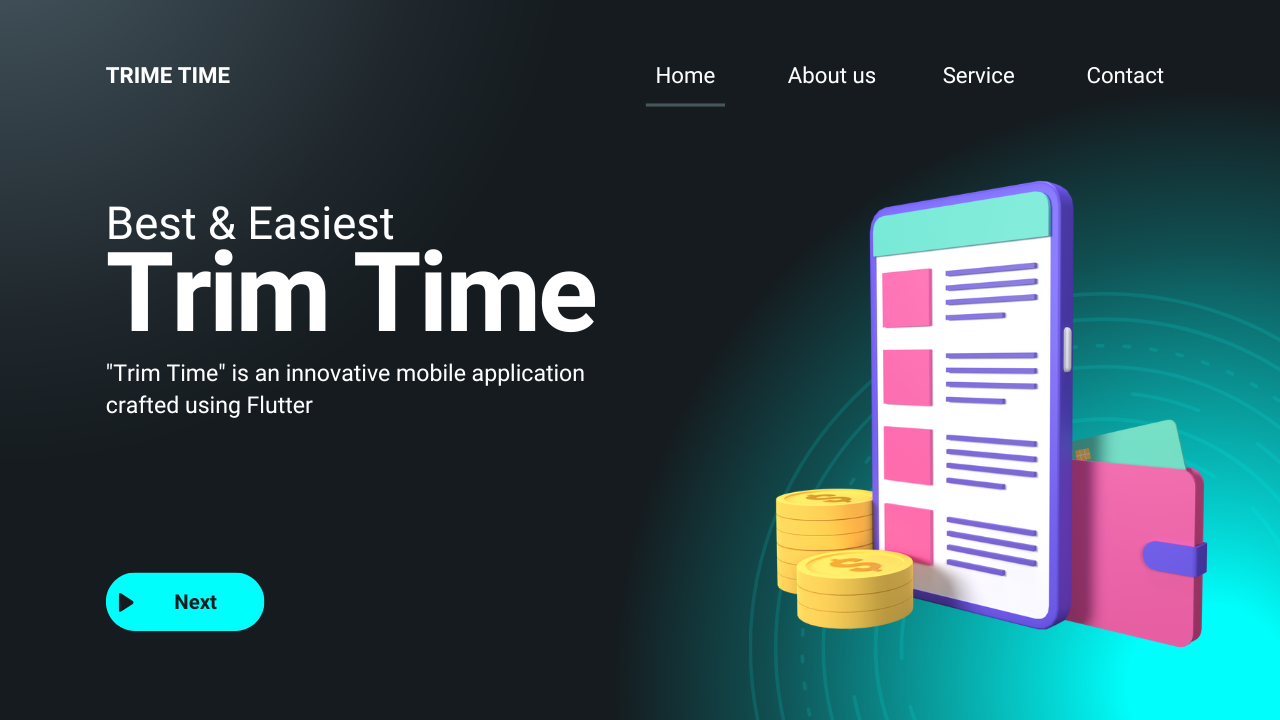 TRIME TIME
Home About us Service Contact
Best & Easiest
Trim Time
"Trim Time" is an innovative mobile application
crafted using Flutter
Next
$
$